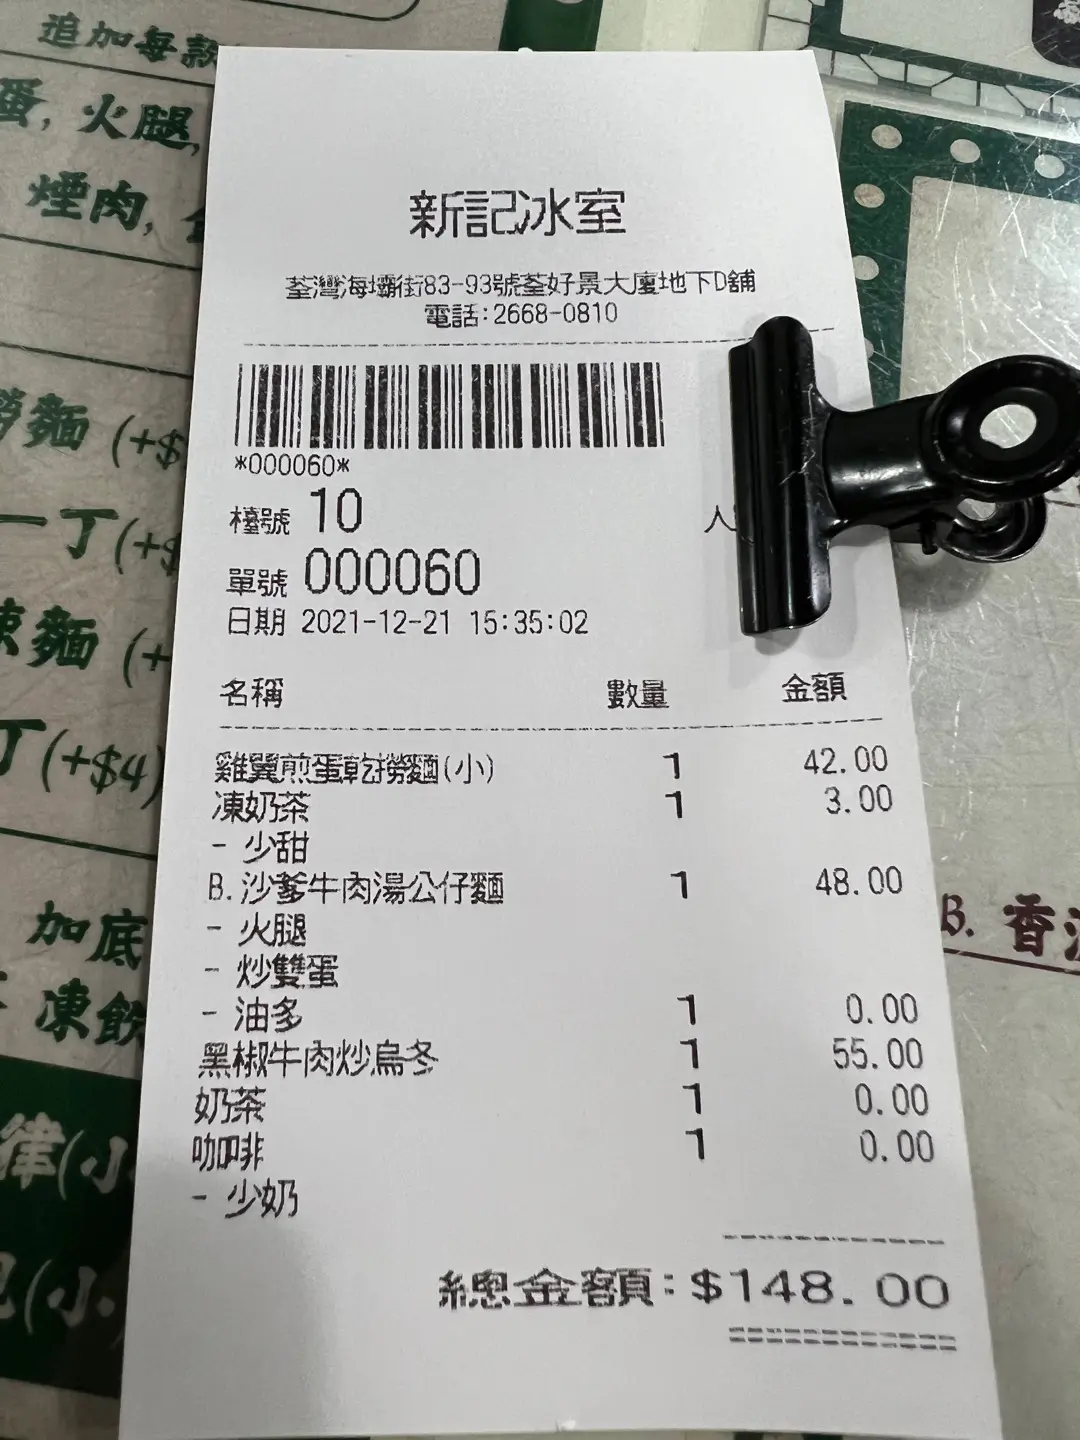 追加每款
蛋, 火腿,
煙肉,
新記冰室
荃灣海壩街83-93號荃好景大廈地下D舖
電話:2668-0810
*000060*
檯號 10
人
單號 000060
日期 2021-12-21 15:35:02
名稱 數量 金額
雞翼煎蛋乾撈麵(小) 1 42.00
凍奶茶 1 3.00
- 少甜
B.沙爹牛肉湯公仔麵 1 48.00
- 火腿
- 炒雙蛋
- 油多 1 0.00
黑椒牛肉炒烏冬 1 55.00
奶茶 1 0.00
咖啡 1 0.00
- 少奶
總金額:$148.00
撈麵 (+$
一丁(+$
辣麵 (+
丁(+$4)
加底
凍飲
律(小
(小.
B. 香